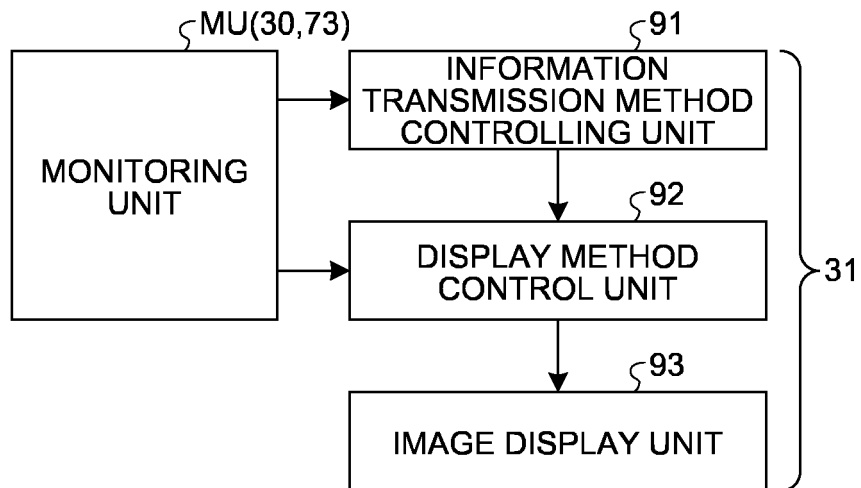 MU(30,73)
91
INFORMATION
TRANSMISSION METHOD
CONTROLLING UNIT
MONITORING
UNIT
92
DISPLAY METHOD
CONTROL UNIT
31
93
IMAGE DISPLAY UNIT